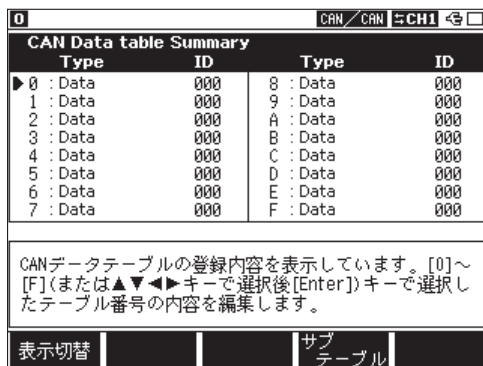 0 CAN/CAN ⇆CH1
CAN Data table Summary
Type ID Type ID
▶0 :Data 000 8 :Data 000
1 :Data 000 9 :Data 000
2 :Data 000 A :Data 000
3 :Data 000 B :Data 000
4 :Data 000 C :Data 000
5 :Data 000 D :Data 000
6 :Data 000 E :Data 000
7 :Data 000 F :Data 000
CANデータテーブルの登録内容を表示しています。[0]～
[F](または▲▼◀▶キーで選択後[Enter])キーで選択し
たテーブル番号の内容を編集します。
表示切替 サブ
テーブル